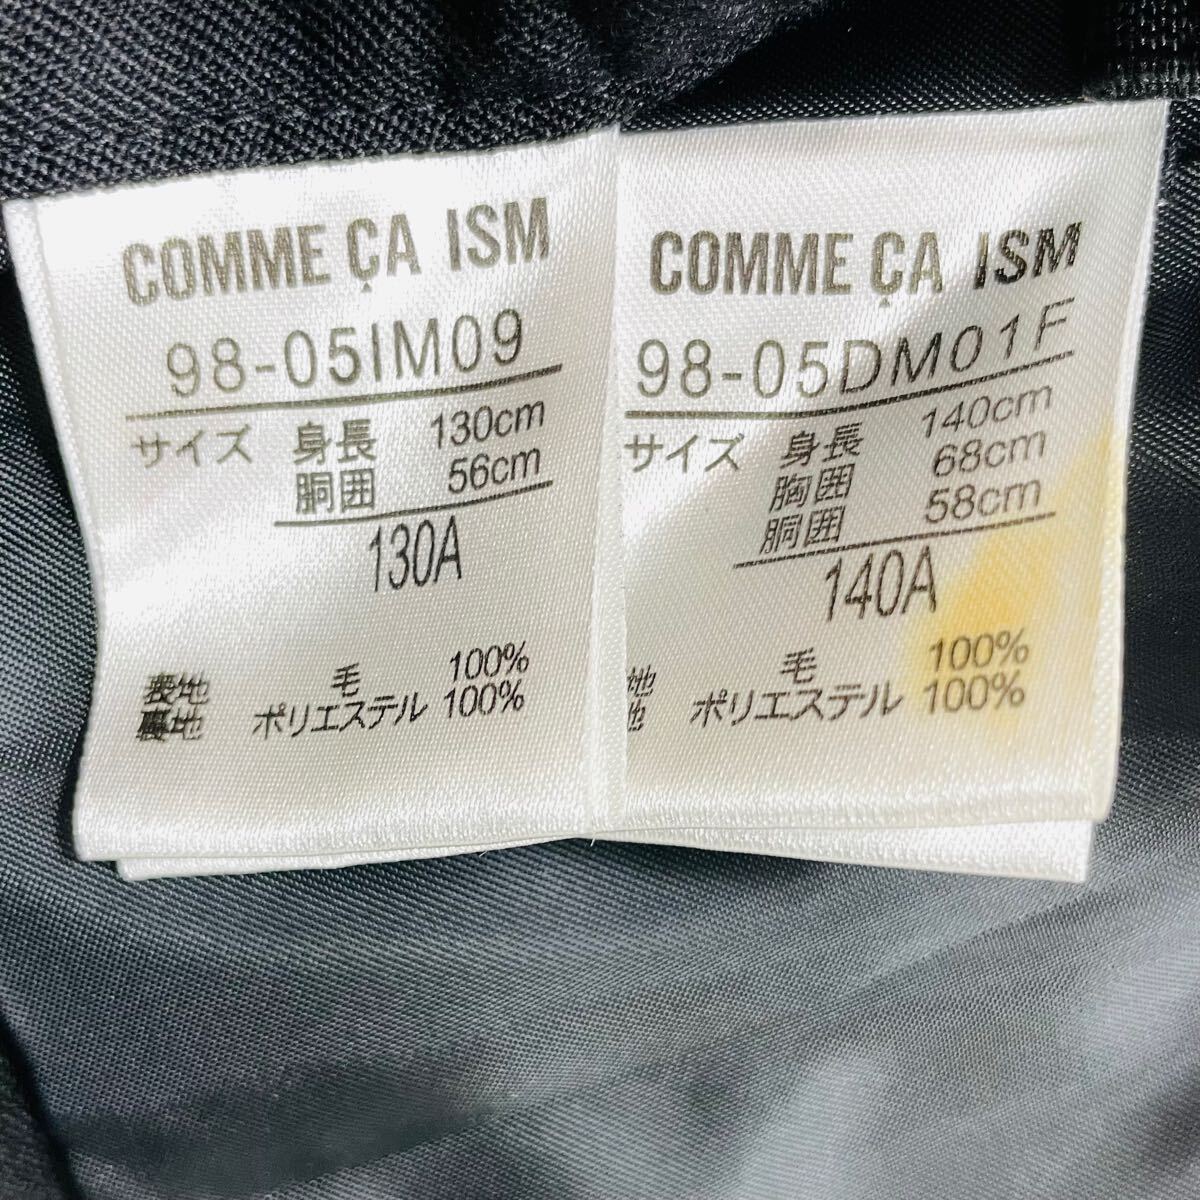 COMME ÇA ISM
98-05IM09
サイズ 身長 130cm
胴囲 56cm
130A
表地 毛 100%
裏地 ポリエステル 100%
COMME ÇA ISM
98-05DM01F
サイズ 身長 140cm
胸囲 68cm
胴囲 58cm
140A
地 毛 100%
地 ポリエステル 100%